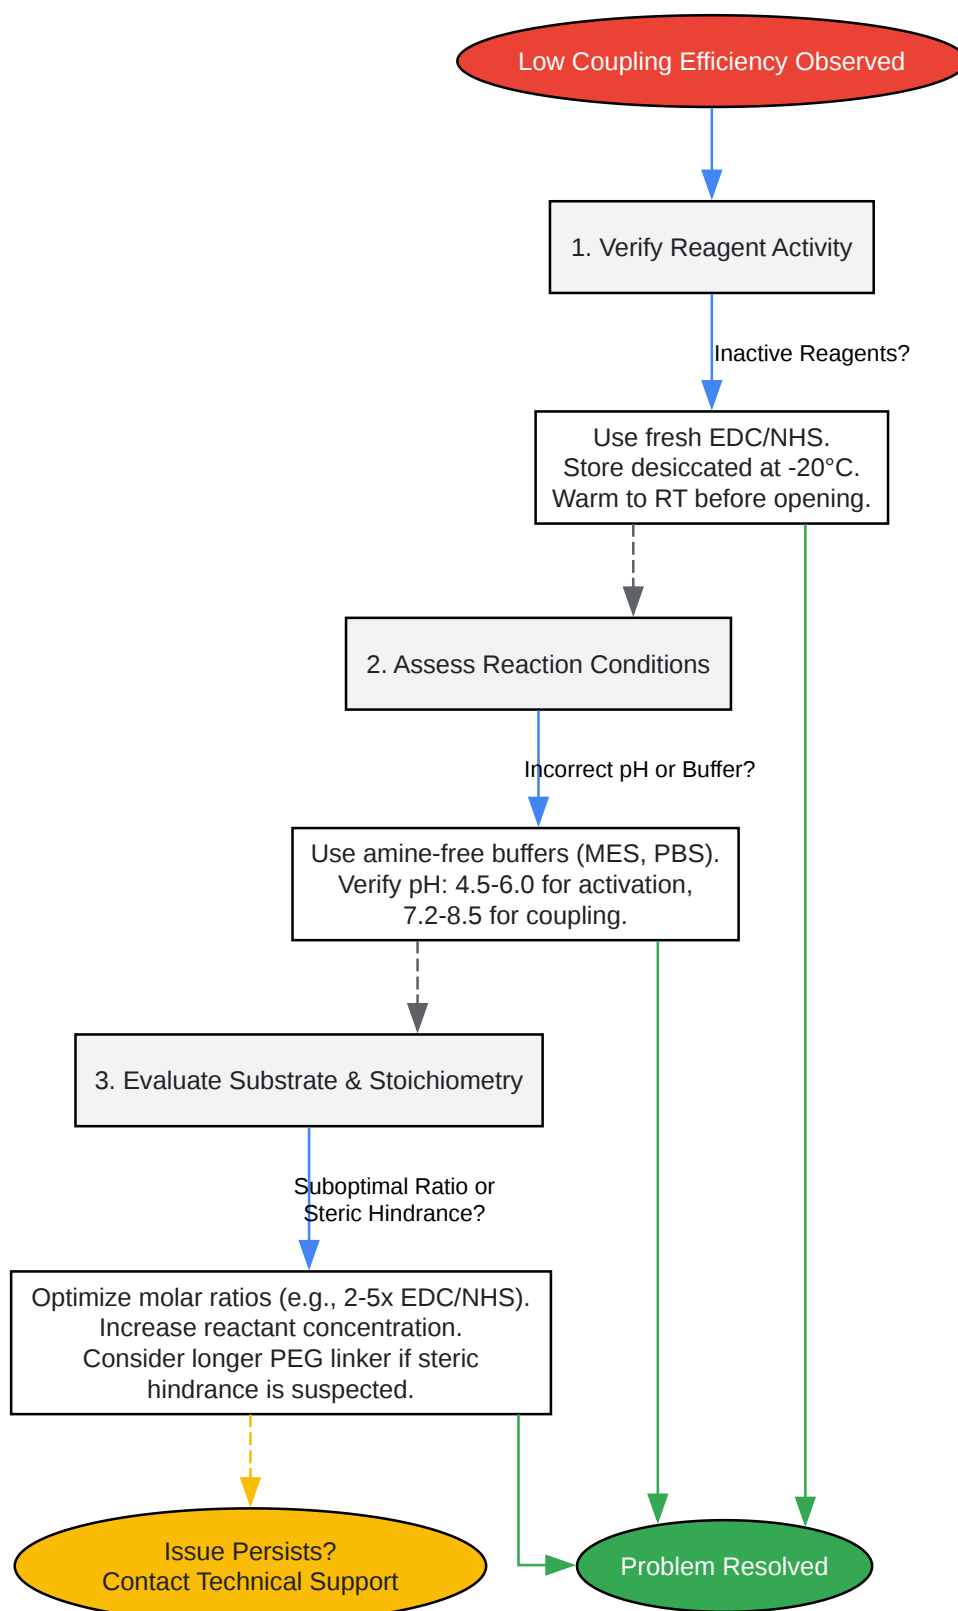 Low Coupling Efficiency Observed
1. Verify Reagent Activity
Inactive Reagents?
Use fresh EDC/NHS.
Store desiccated at -20°C.
Warm to RT before opening.
2. Assess Reaction Conditions
Incorrect pH or Buffer?
Use amine-free buffers (MES, PBS).
Verify pH: 4.5-6.0 for activation,
7.2-8.5 for coupling.
3. Evaluate Substrate & Stoichiometry
Suboptimal Ratio or
Steric Hindrance?
Optimize molar ratios (e.g., 2-5x EDC/NHS).
Increase reactant concentration.
Consider longer PEG linker if steric
hindrance is suspected.
Issue Persists?
Contact Technical Support
Problem Resolved